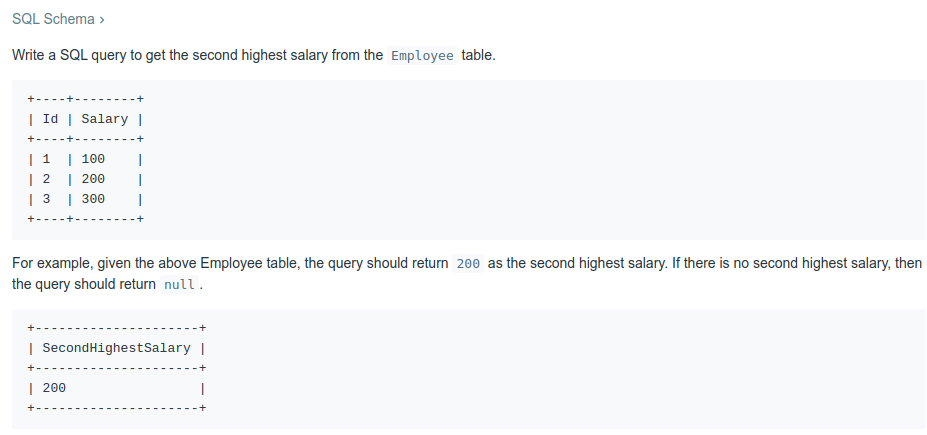 SQL Schema ›
Write a SQL query to get the second highest salary from the Employee table.
+----+--------+
| Id | Salary |
+----+--------+
| 1  | 100    |
| 2  | 200    |
| 3  | 300    |
+----+--------+
For example, given the above Employee table, the query should return 200 as the second highest salary. If there is no second highest salary, then
the query should return null .
+---------------------+
| SecondHighestSalary |
+---------------------+
| 200                 |
+---------------------+